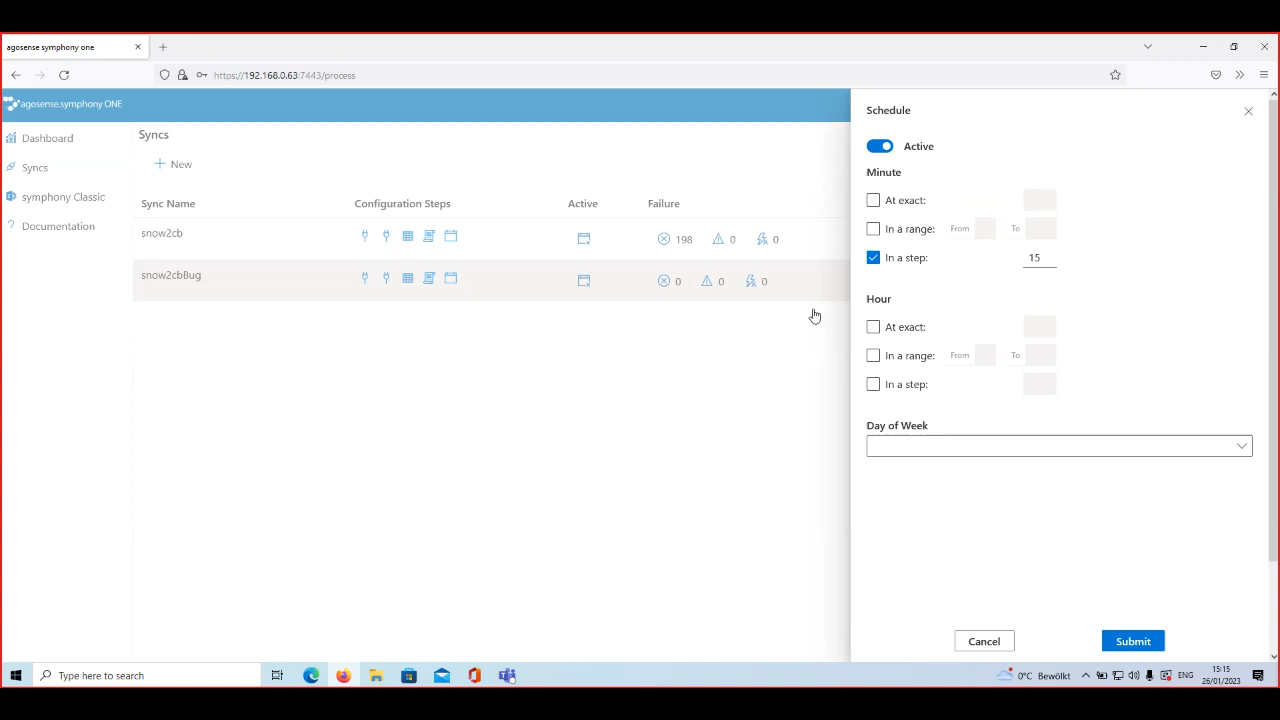 agosense symphony one
https://192.168.0.63:7443/process
agosense.symphony ONE
Dashboard
Syncs
symphony Classic
Documentation
Syncs
New
Sync Name Configuration Steps Active Failure
snow2cb 198 0 0
snow2cbBug 0 0 0
Schedule
Active
Minute
At exact:
In a range: From To
In a step: 15
Hour
At exact:
In a range: From To
In a step:
Day of Week
Cancel Submit
Type here to search
0°C Bewölkt ENG 15:15
26/01/2023